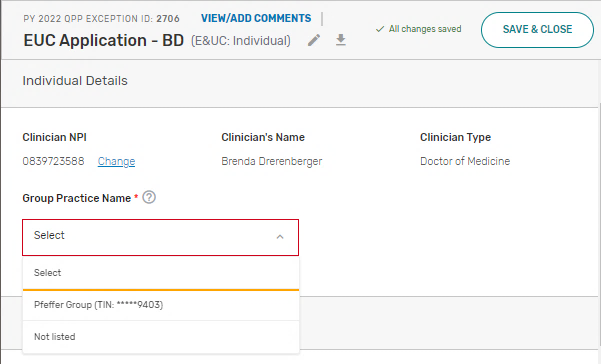 PY 2022 QPP EXCEPTION ID: 2706 VIEW/ADD COMMENTS
EUC Application - BD (E&UC: Individual)
All changes saved
SAVE & CLOSE
Individual Details
Clinician NPI Clinician's Name Clinician Type
0839723588 Change Brenda Drerenberger Doctor of Medicine
Group Practice Name * ?
Select
Select
Pfeffer Group (TIN: *****9403)
Not listed